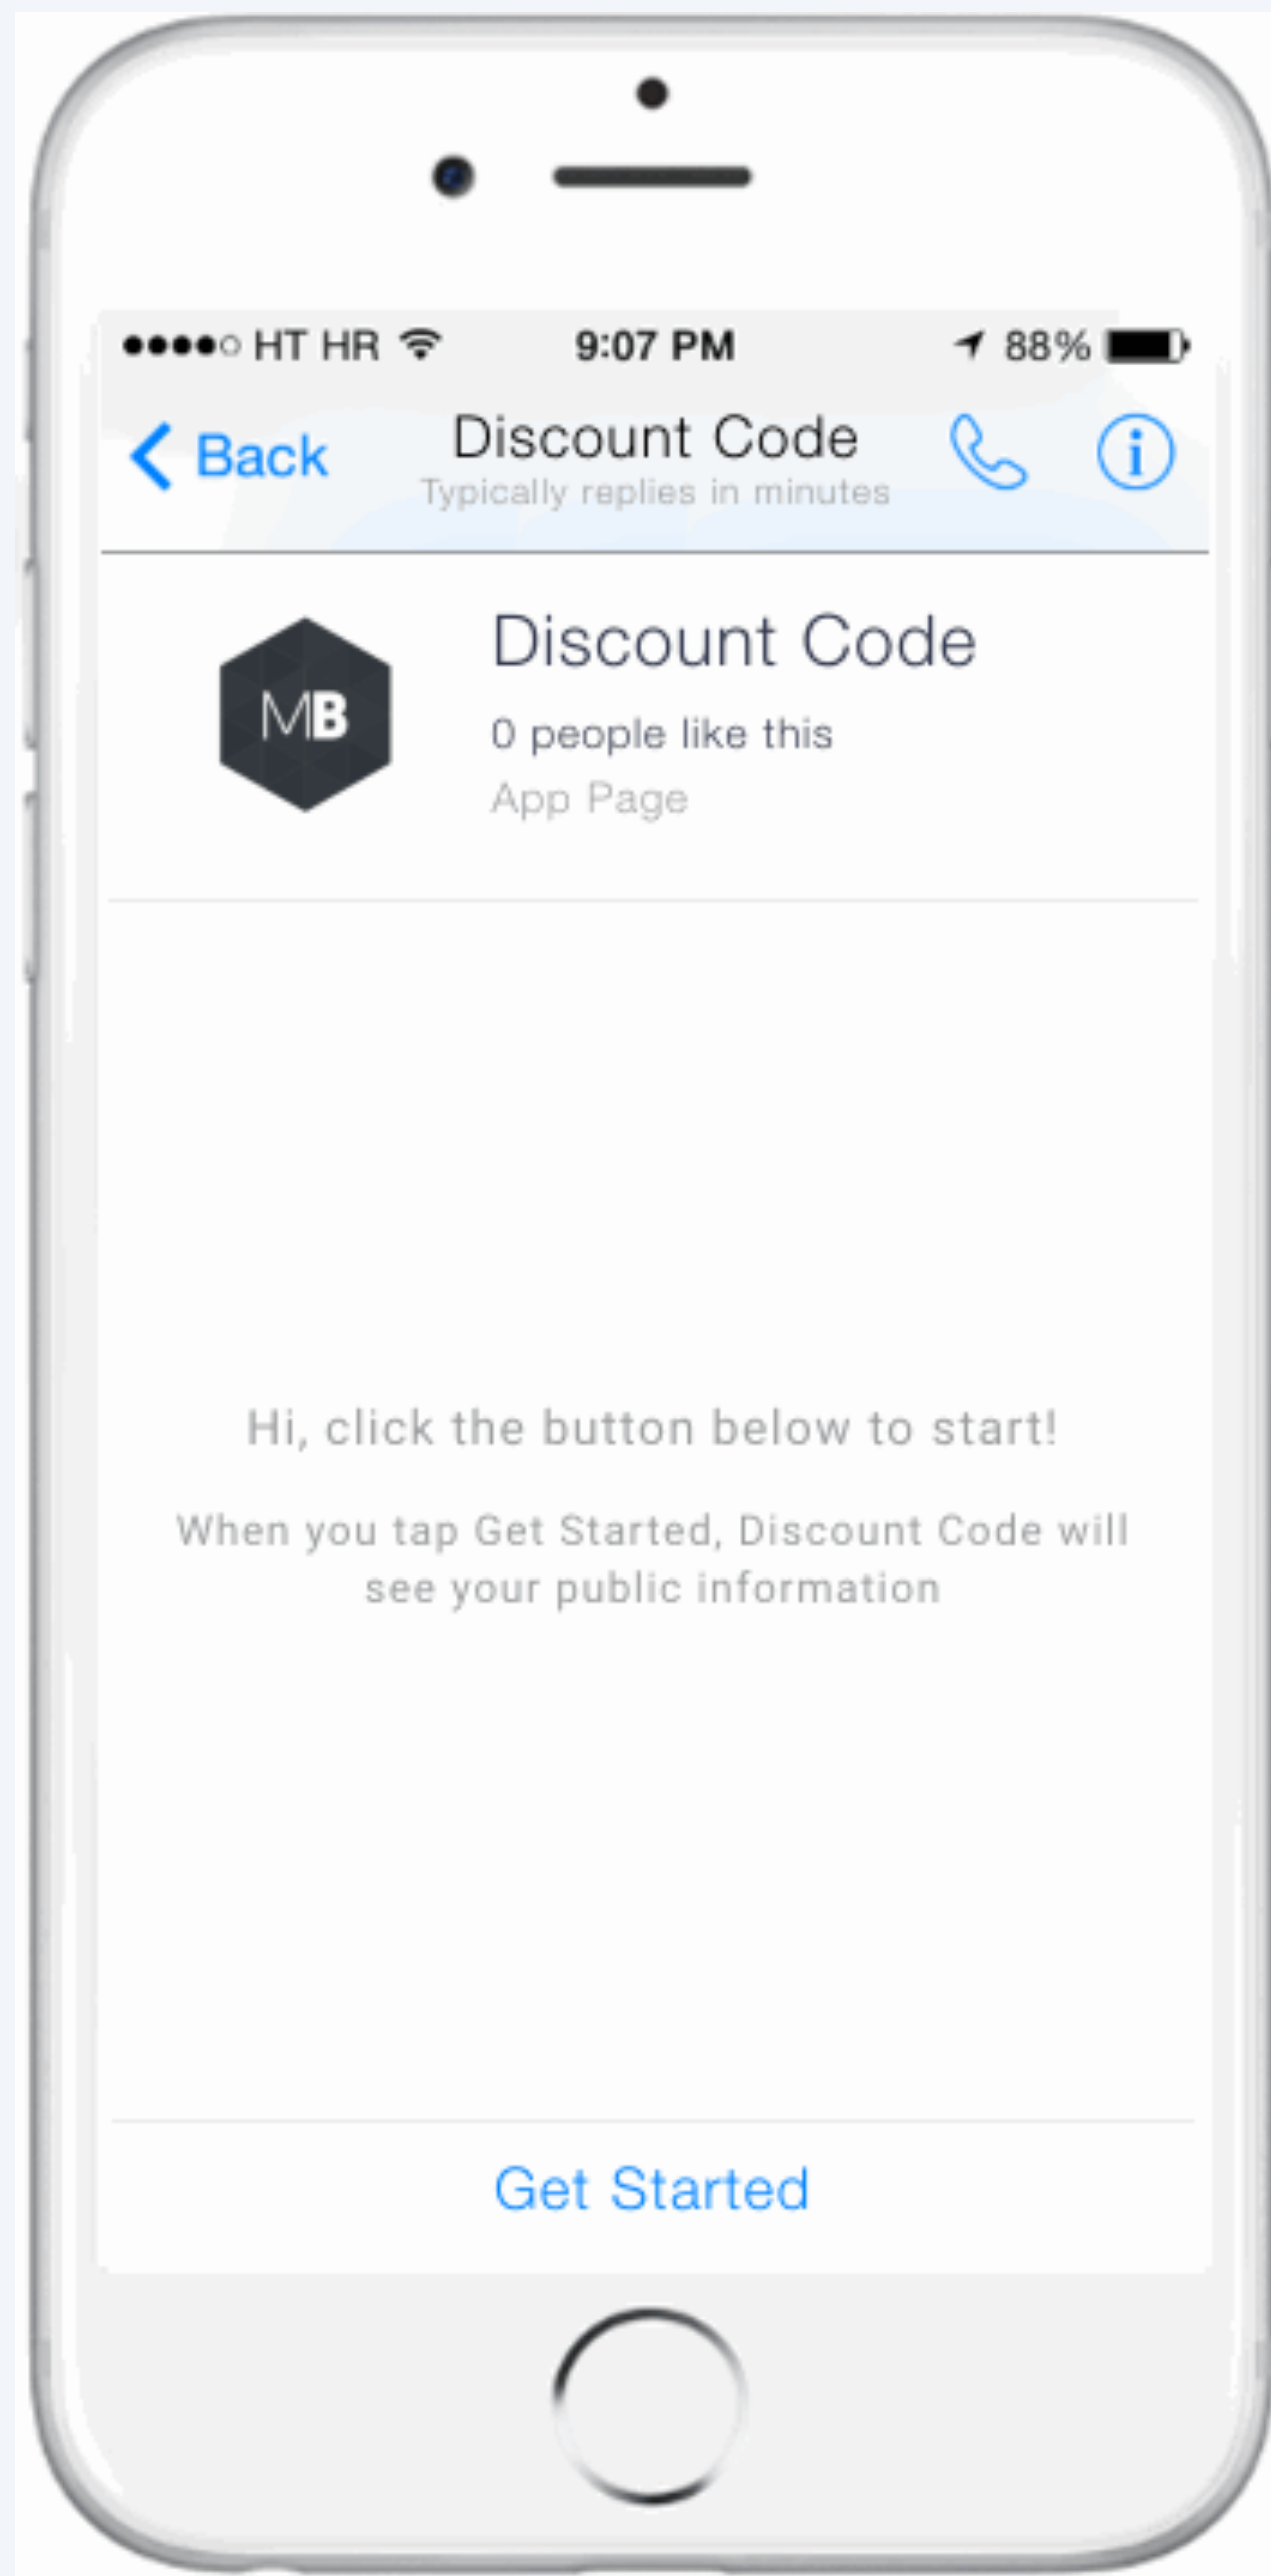 HT HR 9:07 PM 88%
Back Discount Code
Typically replies in minutes
MB
Discount Code
0 people like this
App Page
Hi, click the button below to start!
When you tap Get Started, Discount Code will
see your public information
Get Started